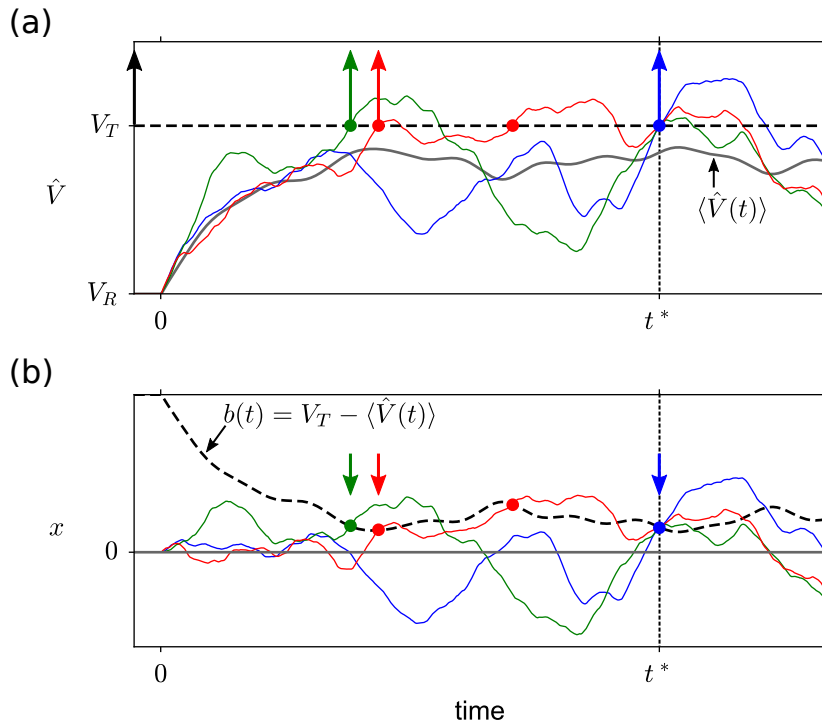 (a)
V_T
V̂
⟨V̂(t)⟩
V_R
0
t*
(b)
b(t) = V_T − ⟨V̂(t)⟩
x
0
0
t*
time